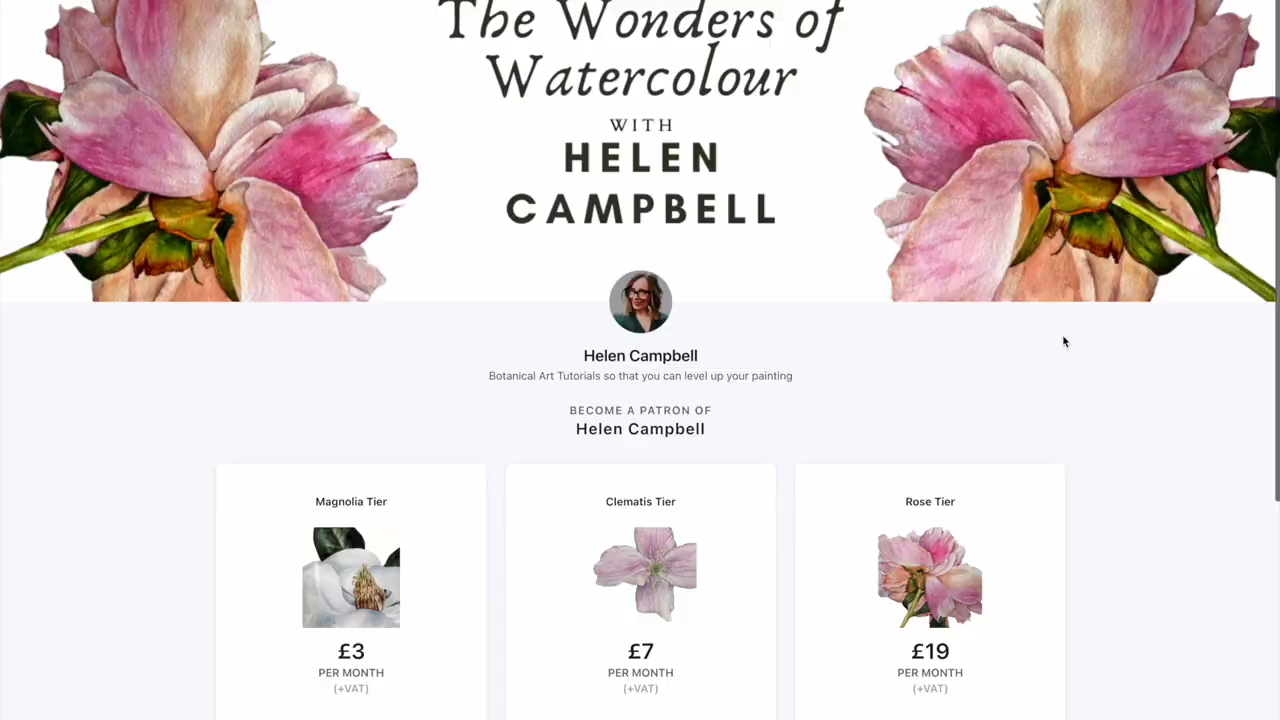 The Wonders of
Watercolour
WITH
HELEN
CAMPBELL
Helen Campbell
Botanical Art Tutorials so that you can level up your painting
BECOME A PATRON OF
Helen Campbell
Magnolia Tier
Clematis Tier
Rose Tier
£3
£7
£19
PER MONTH
PER MONTH
PER MONTH
(+VAT)
(+VAT)
(+VAT)